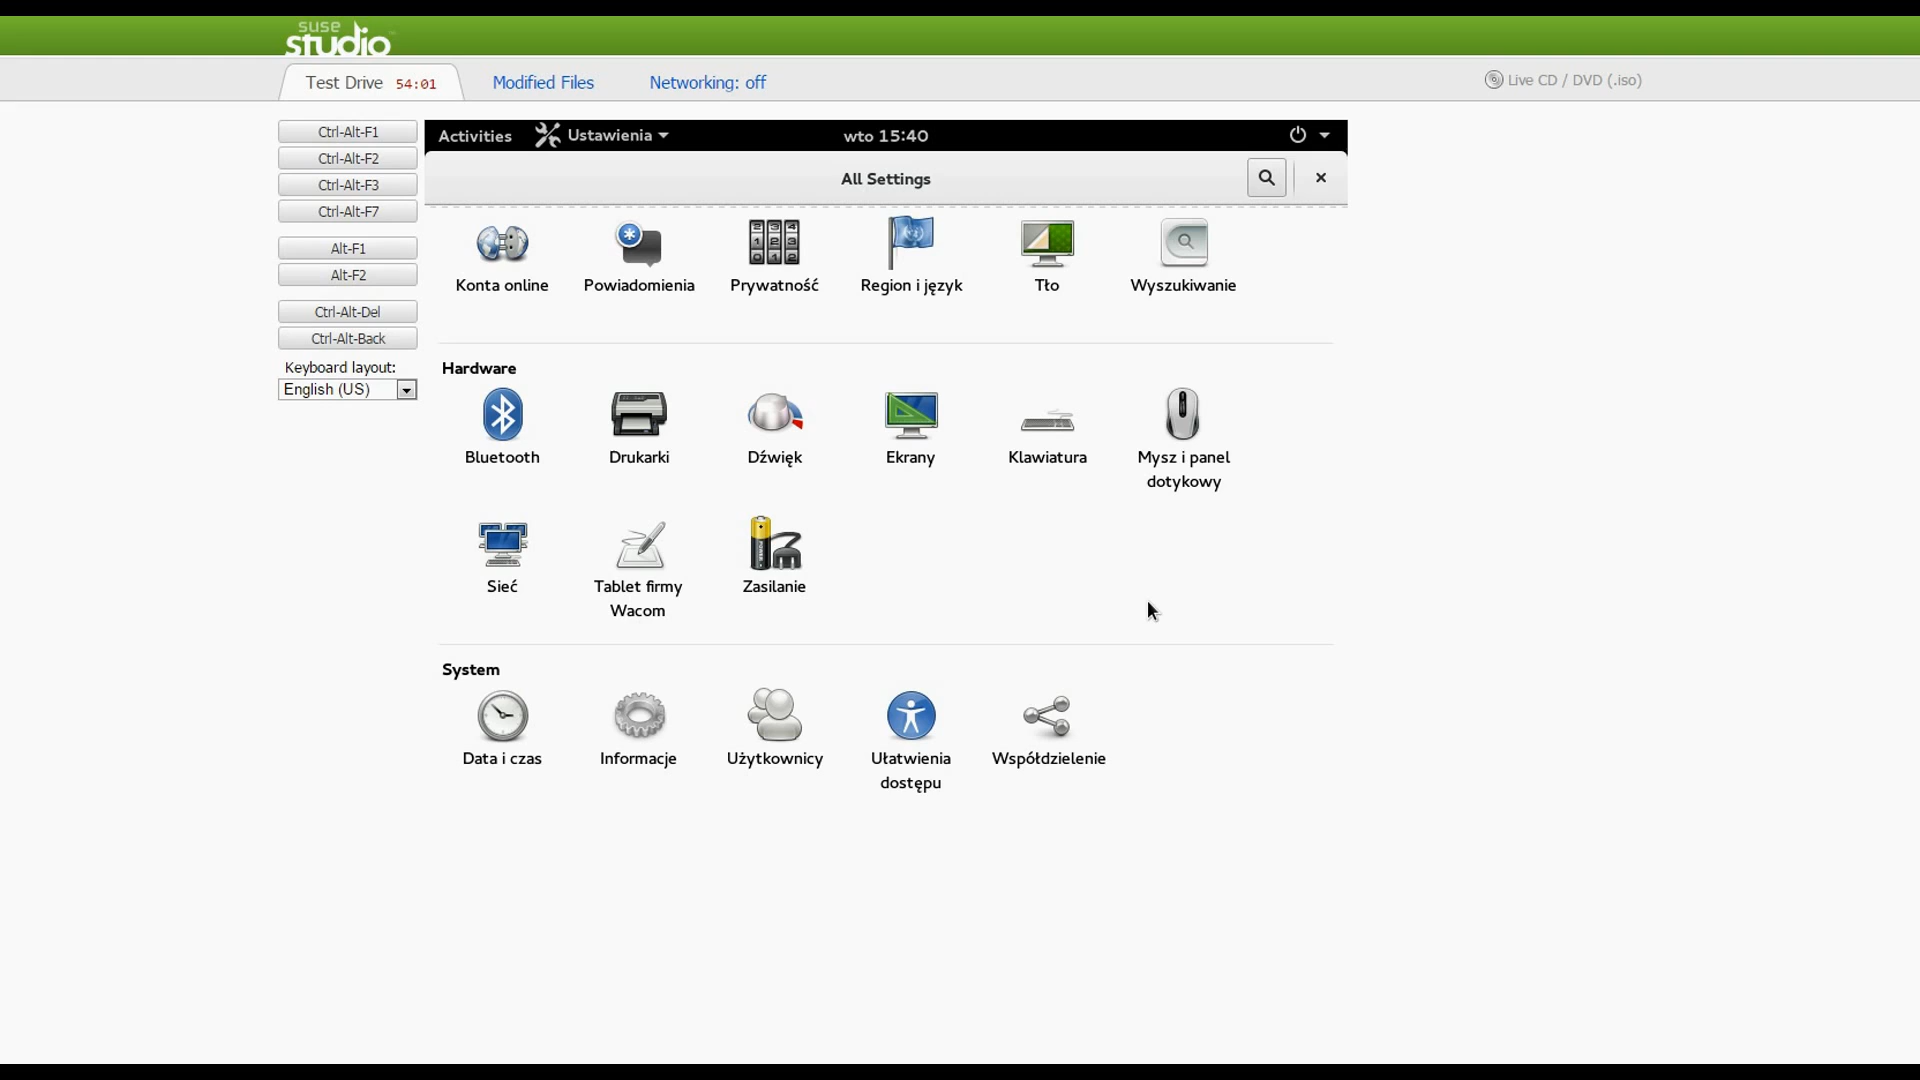 suse
studio
Test Drive 54:01 Modified Files Networking: off Live CD / DVD (.iso)
Ctrl-Alt-F1
Ctrl-Alt-F2
Ctrl-Alt-F3
Ctrl-Alt-F7
Alt-F1
Alt-F2
Ctrl-Alt-Del
Ctrl-Alt-Back
Keyboard layout:
English (US)
Activities Ustawienia wto 15:40
All Settings
Konta online Powiadomienia Prywatność Region i język Tło Wyszukiwanie
Hardware
Bluetooth Drukarki Dźwięk Ekrany Klawiatura Mysz i panel
dotykowy
Sieć Tablet firmy Zasilanie
Wacom
System
Data i czas Informacje Użytkownicy Ułatwienia Współdzielenie
dostępu